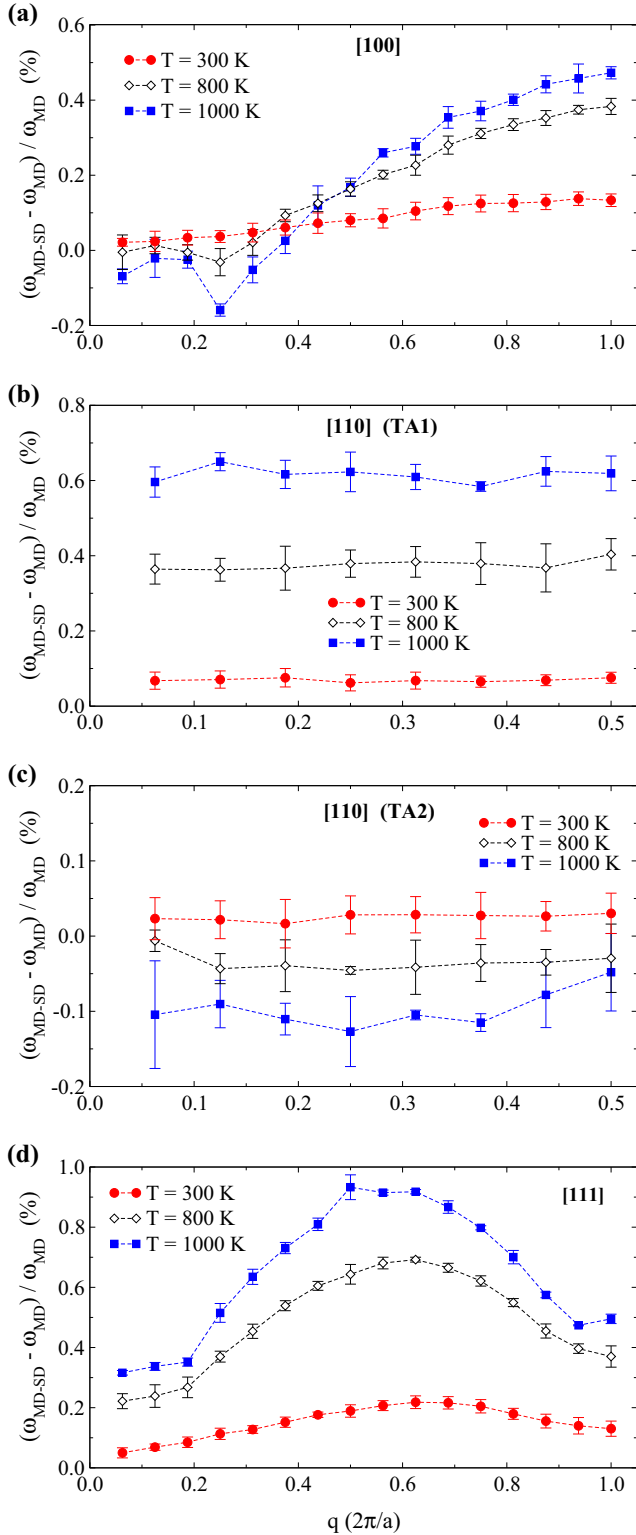 (a)
[100]
T = 300 K
T = 800 K
T = 1000 K
(ω_MD-SD - ω_MD) / ω_MD (%)
0.6
0.4
0.2
0.0
-0.2
0.0 0.2 0.4 0.6 0.8 1.0
(b)
[110] (TA1)
T = 300 K
T = 800 K
T = 1000 K
(ω_MD-SD - ω_MD) / ω_MD (%)
0.8
0.6
0.4
0.2
0.0
0.0 0.1 0.2 0.3 0.4 0.5
(c)
[110] (TA2)
T = 300 K
T = 800 K
T = 1000 K
(ω_MD-SD - ω_MD) / ω_MD (%)
0.2
0.1
0.0
-0.1
-0.2
0.0 0.1 0.2 0.3 0.4 0.5
(d)
[111]
T = 300 K
T = 800 K
T = 1000 K
(ω_MD-SD - ω_MD) / ω_MD (%)
1.0
0.8
0.6
0.4
0.2
0.0
0.0 0.2 0.4 0.6 0.8 1.0
q (2π/a)